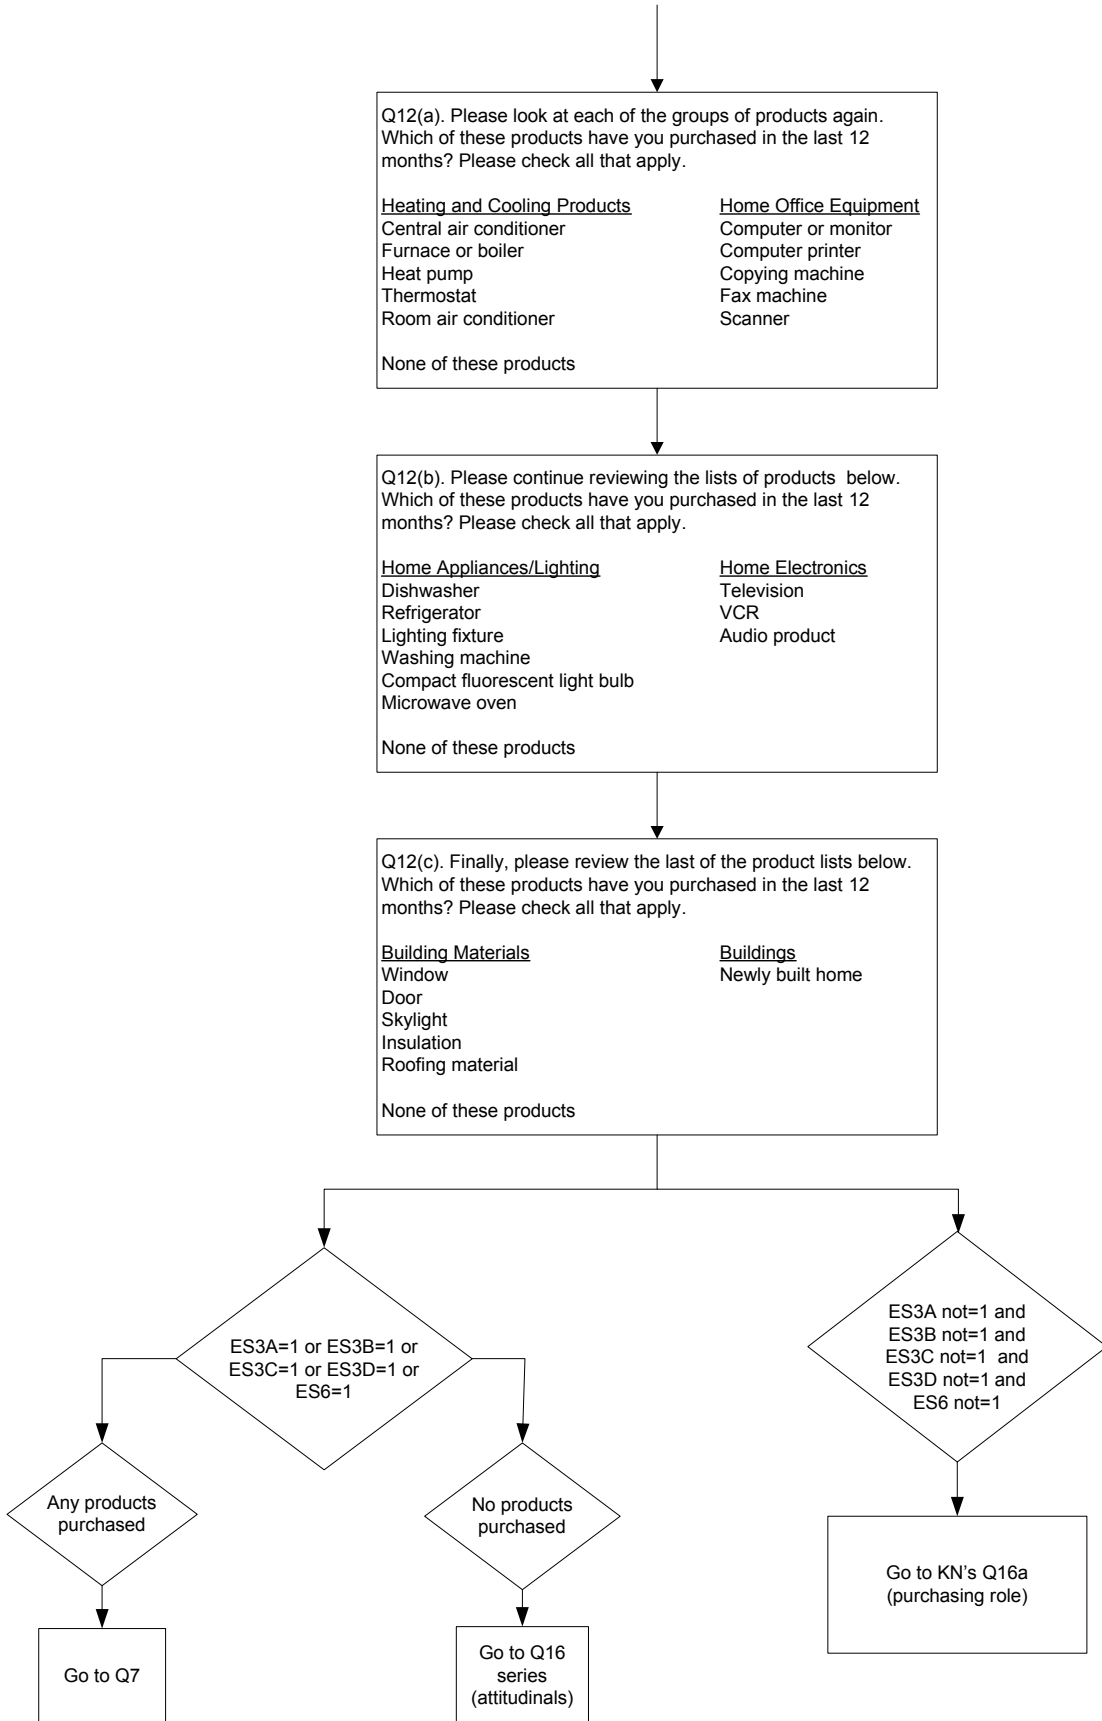 Q12(a). Please look at each of the groups of products again.
Which of these products have you purchased in the last 12
months? Please check all that apply.
Heating and Cooling Products
Central air conditioner
Furnace or boiler
Heat pump
Thermostat
Room air conditioner
Home Office Equipment
Computer or monitor
Computer printer
Copying machine
Fax machine
Scanner
None of these products
Q12(b). Please continue reviewing the lists of products  below.
Which of these products have you purchased in the last 12
months? Please check all that apply.
Home Appliances/Lighting
Dishwasher
Refrigerator
Lighting fixture
Washing machine
Compact fluorescent light bulb
Microwave oven
Home Electronics
Television
VCR
Audio product
None of these products
Q12(c). Finally, please review the last of the product lists below.
Which of these products have you purchased in the last 12
months? Please check all that apply.
Building Materials
Window
Door
Skylight
Insulation
Roofing material
Buildings
Newly built home
None of these products
ES3A=1 or ES3B=1 or
ES3C=1 or ES3D=1 or
ES6=1
ES3A not=1 and
ES3B not=1 and
ES3C not=1  and
ES3D not=1 and
ES6 not=1
Any products
purchased
No products
purchased
Go to KN's Q16a
(purchasing role)
Go to Q7
Go to Q16
series
(attitudinals)